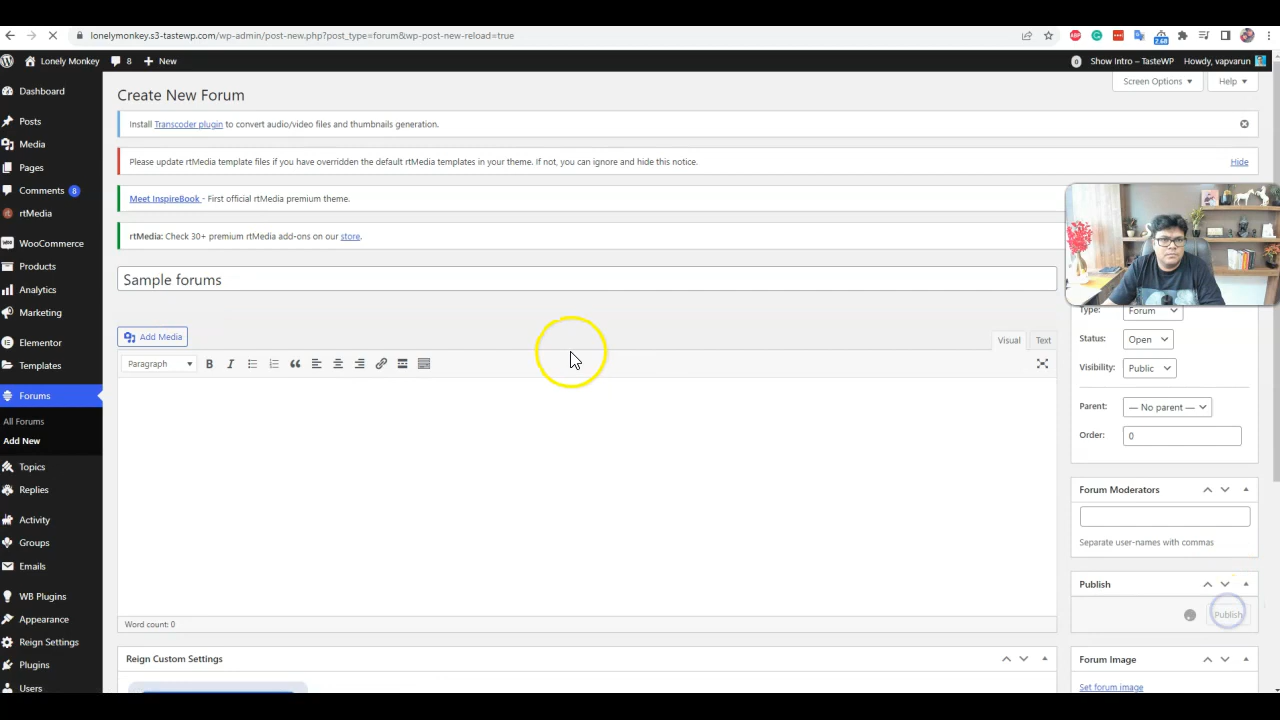 lonelymonkey.s3-tastewp.com/wp-admin/post-new.php?post_type=forum&wp-post-new-reload=true
Lonely Monkey 8 New 0 Show Intro – TasteWP Howdy, vapvarun
Screen Options Help
Create New Forum
Install Transcoder plugin to convert audio/video files and thumbnails generation.
Please update rtMedia template files if you have overridden the default rtMedia templates in your theme. If not, you can ignore and hide this notice. Hide
Meet InspireBook - First official rtMedia premium theme.
rtMedia: Check 30+ premium rtMedia add-ons on our store.
Dashboard
Posts
Media
Pages
Comments 8
rtMedia
WooCommerce
Products
Analytics
Marketing
Elementor
Templates
Forums
All Forums
Add New
Topics
Replies
Activity
Groups
Emails
WB Plugins
Appearance
Reign Settings
Plugins
Users
Sample forums
Add Media
Visual Text
Paragraph
Word count: 0
Reign Custom Settings
Type: Forum
Status: Open
Visibility: Public
Parent: — No parent —
Order: 0
Forum Moderators
Separate user-names with commas
Publish
Publish
Forum Image
Set forum image